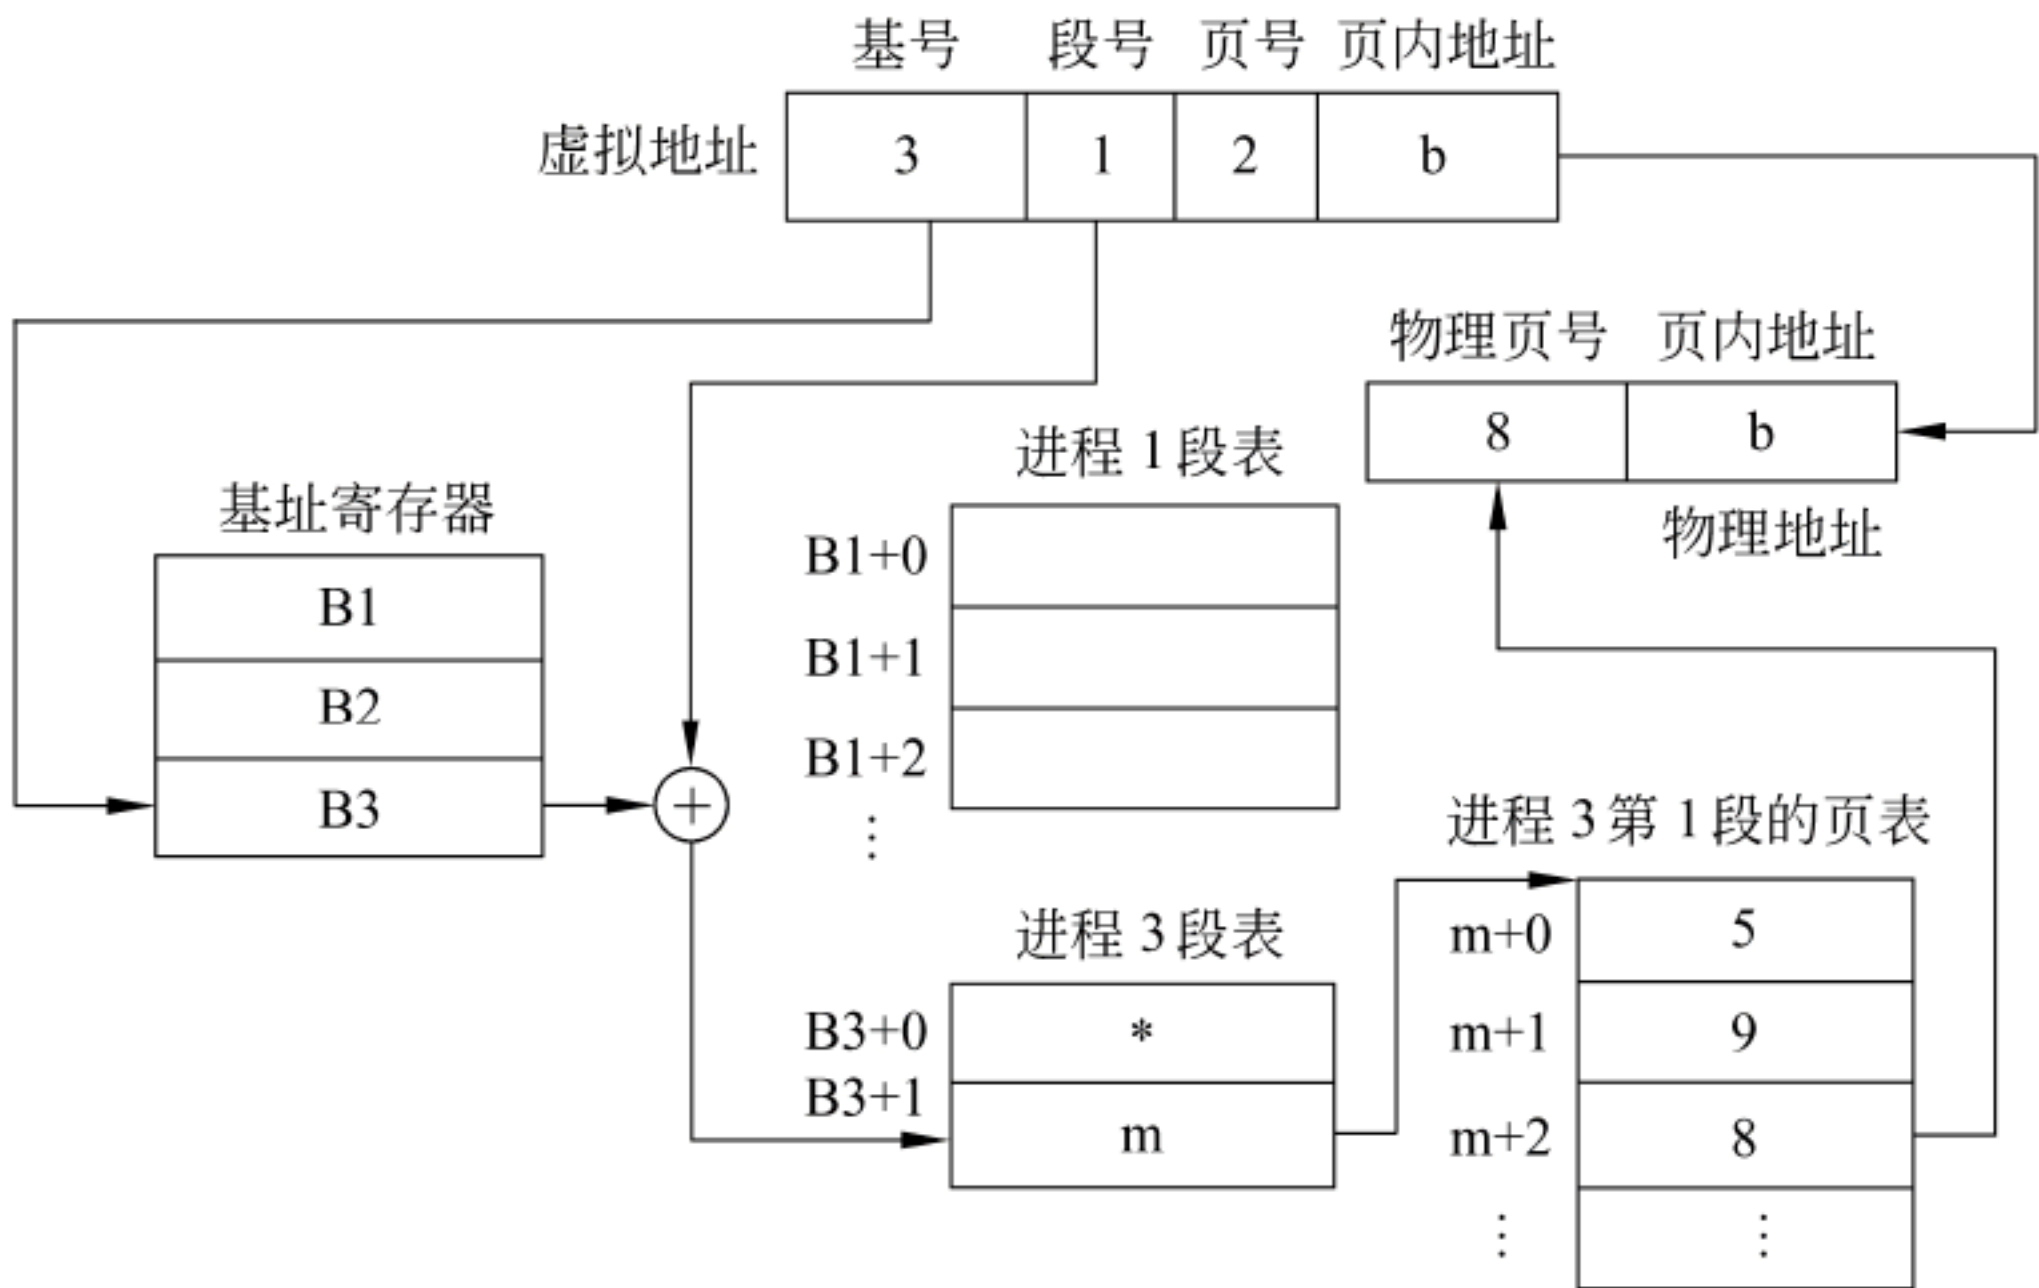 基号 段号 页号 页内地址
虚拟地址 3 1 2 b
物理页号 页内地址
8 b
物理地址
基址寄存器
B1
B2
B3
+
进程 1 段表
B1+0
B1+1
B1+2
⋮
进程 3 段表
B3+0 *
B3+1 m
进程 3 第 1 段的页表
m+0 5
m+1 9
m+2 8
⋮ ⋮